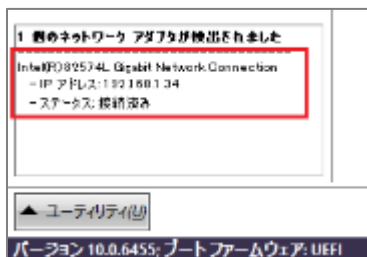 1 個のネットワーク アダプタが検出されました
Intel(R) 82574L Gigabit Network Connection
- IP アドレス: 192.168.1.34
- ステータス: 接続済み
▲ ユーティリティ(U)
バージョン 10.0.6455; ブート ファームウェア: UEFI